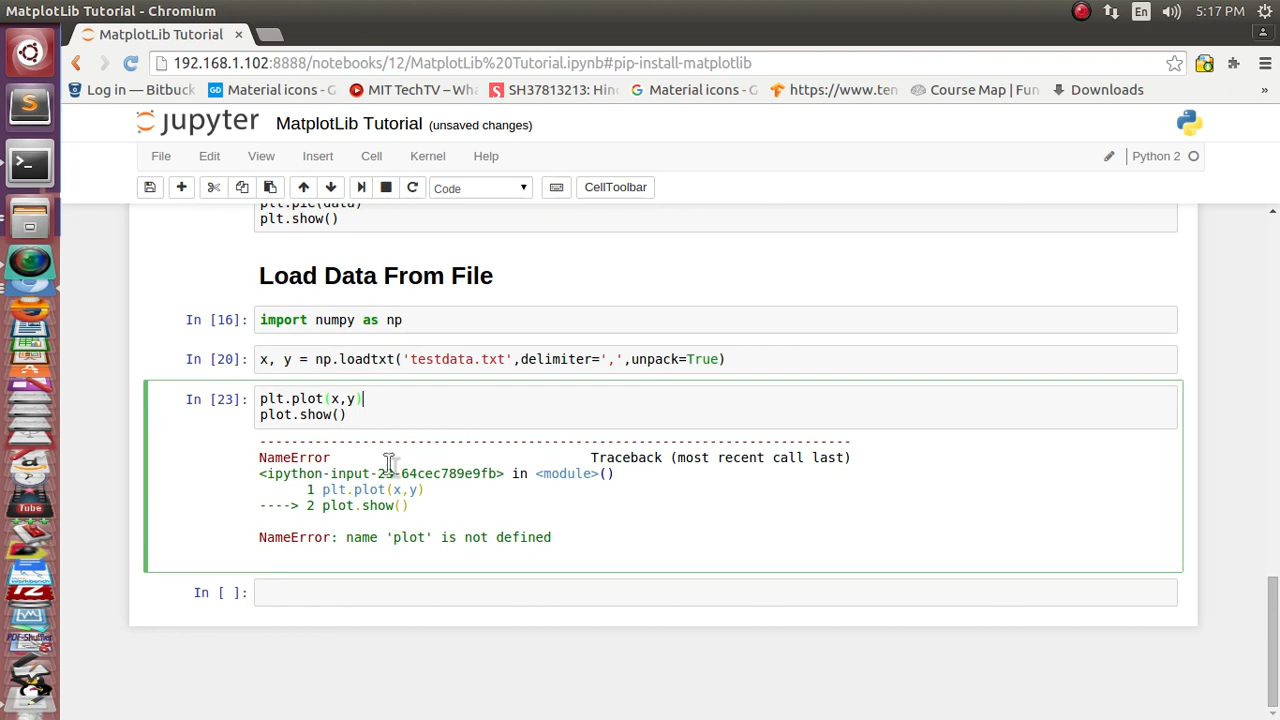 MatplotLib Tutorial - Chromium
En
5:17 PM
MatplotLib Tutorial ×
192.168.1.102:8888/notebooks/12/MatplotLib%20Tutorial.ipynb#pip-install-matplotlib
Log in — Bitbuck GD Material icons - G MIT TechTV – Wha SH37813213: Hin Material icons - G https://www.ten Course Map | Fun Downloads »
jupyter MatplotLib Tutorial (unsaved changes)
File Edit View Insert Cell Kernel Help Python 2
Code CellToolbar
plt.pie(data)
plt.show()
Load Data From File
In [16]: import numpy as np
In [20]: x, y = np.loadtxt('testdata.txt',delimiter=',',unpack=True)
In [23]: plt.plot(x,y)
plot.show()
---------------------------------------------------------------------------
NameError Traceback (most recent call last)
<ipython-input-23-64cec789e9fb> in <module>()
1 plt.plot(x,y)
----> 2 plot.show()
NameError: name 'plot' is not defined
In [ ]: